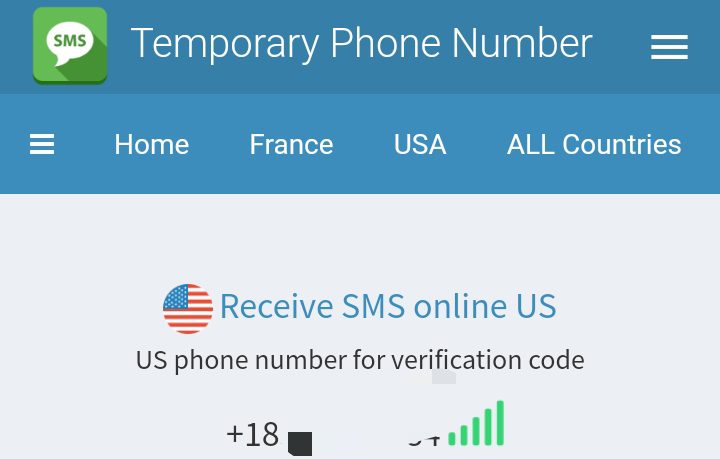 SMS
Temporary Phone Number
Home France USA ALL Countries
Receive SMS online US
US phone number for verification code
+18